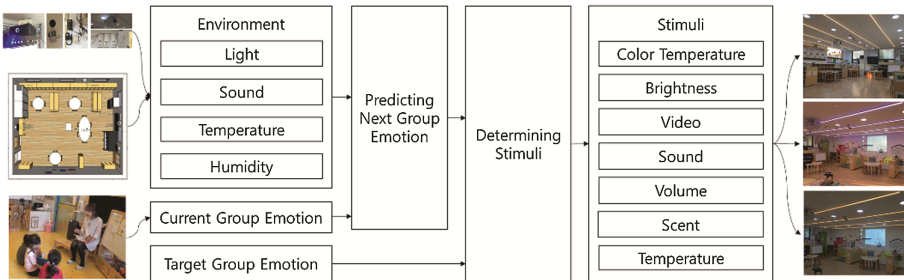 Environment
Light
Sound
Temperature
Humidity
Current Group Emotion
Target Group Emotion
Predicting
Next Group
Emotion
Determining
Stimuli
Stimuli
Color Temperature
Brightness
Video
Sound
Volume
Scent
Temperature